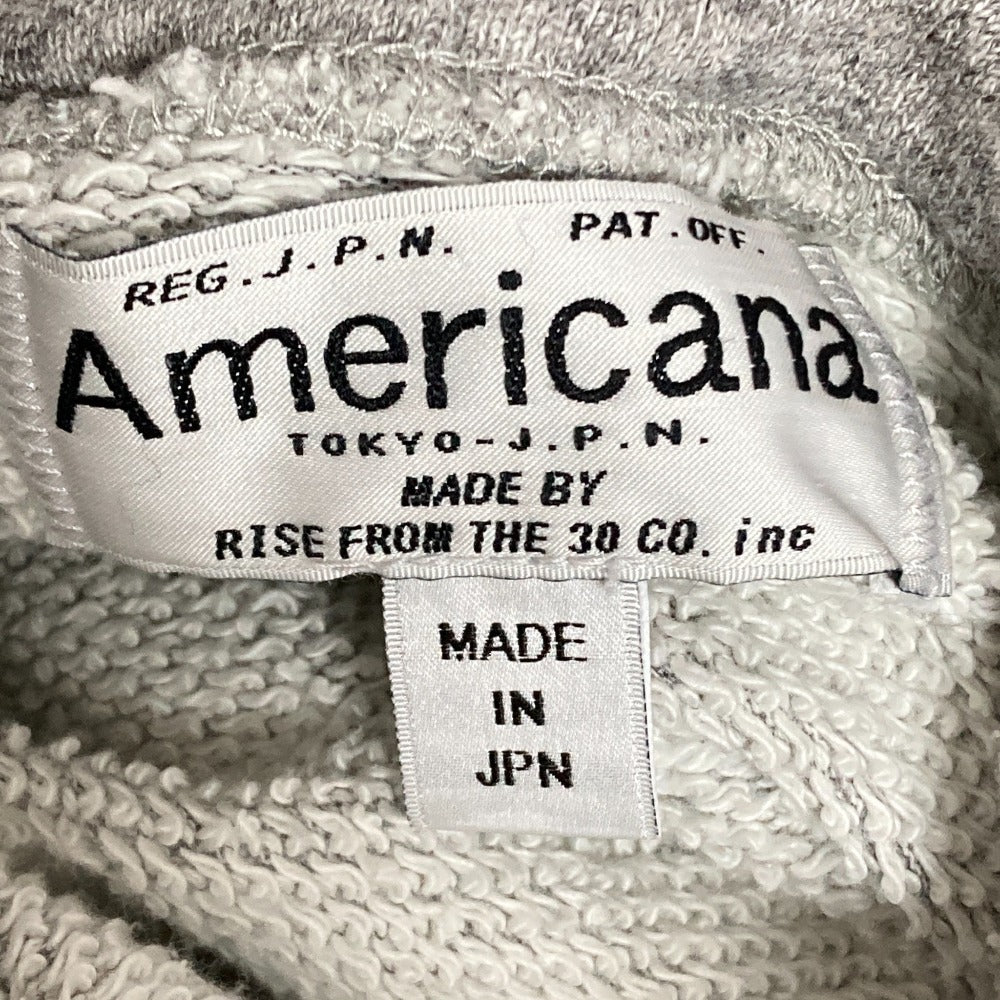 REG.J.P.N. PAT.OFF.
Americana
TOKYO-J.P.N.
MADE BY
RISE FROM THE 30 CO. inc
MADE
IN
JPN